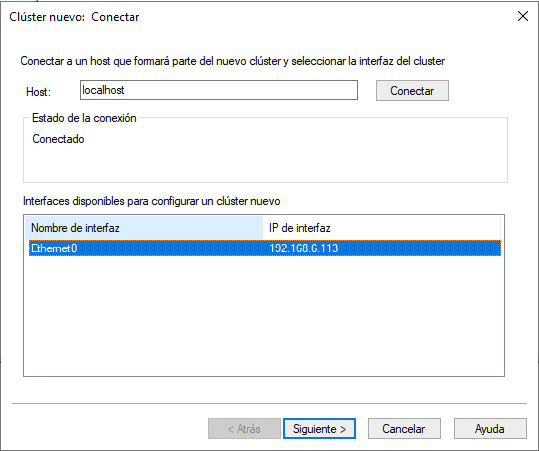 Clúster nuevo: Conectar
Conectar a un host que formará parte del nuevo clúster y seleccionar la interfaz del cluster
Host: localhost Conectar
Estado de la conexión
Conectado
Interfaces disponibles para configurar un clúster nuevo
Nombre de interfaz IP de interfaz
Ethernet0 192.168.6.113
< Atrás Siguiente > Cancelar Ayuda